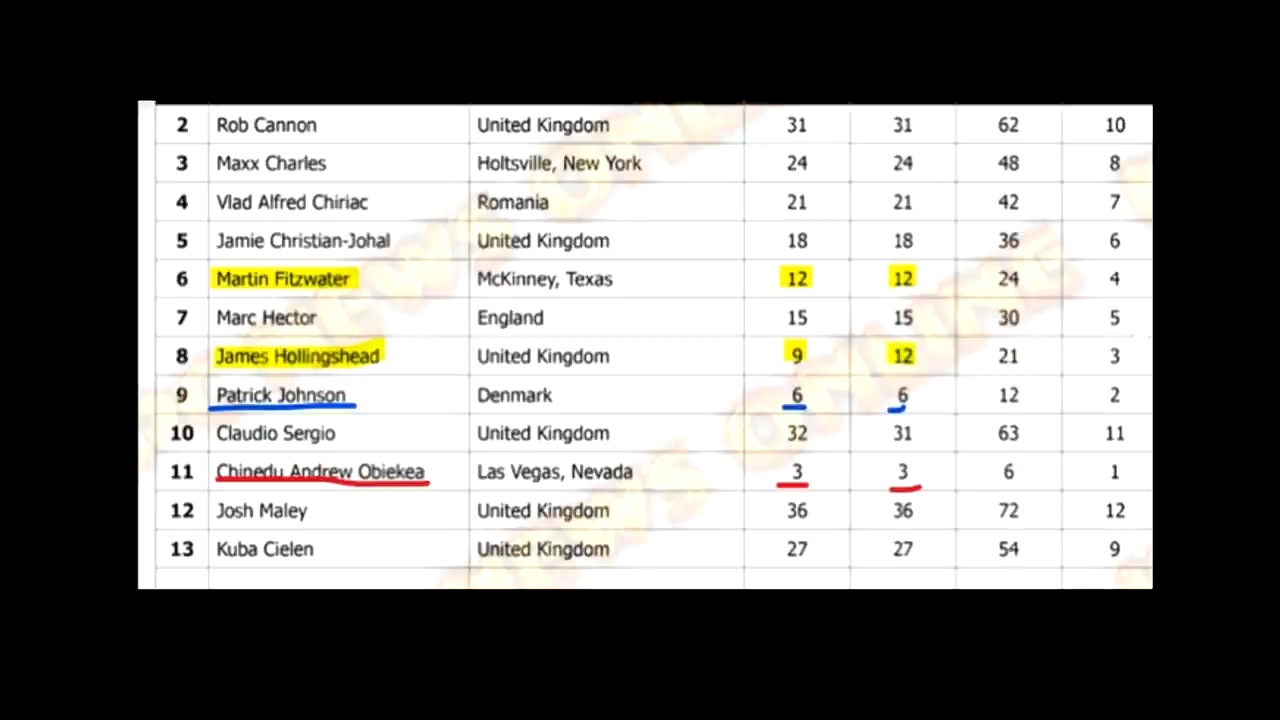 2 Rob Cannon United Kingdom 31 31 62 10
3 Maxx Charles Holtsville, New York 24 24 48 8
4 Vlad Alfred Chiriac Romania 21 21 42 7
5 Jamie Christian-Johal United Kingdom 18 18 36 6
6 Martin Fitzwater McKinney, Texas 12 12 24 4
7 Marc Hector England 15 15 30 5
8 James Hollingshead United Kingdom 9 12 21 3
9 Patrick Johnson Denmark 6 6 12 2
10 Claudio Sergio United Kingdom 32 31 63 11
11 Chinedu Andrew Obiekea Las Vegas, Nevada 3 3 6 1
12 Josh Maley United Kingdom 36 36 72 12
13 Kuba Cielen United Kingdom 27 27 54 9
NEWS ONLINE